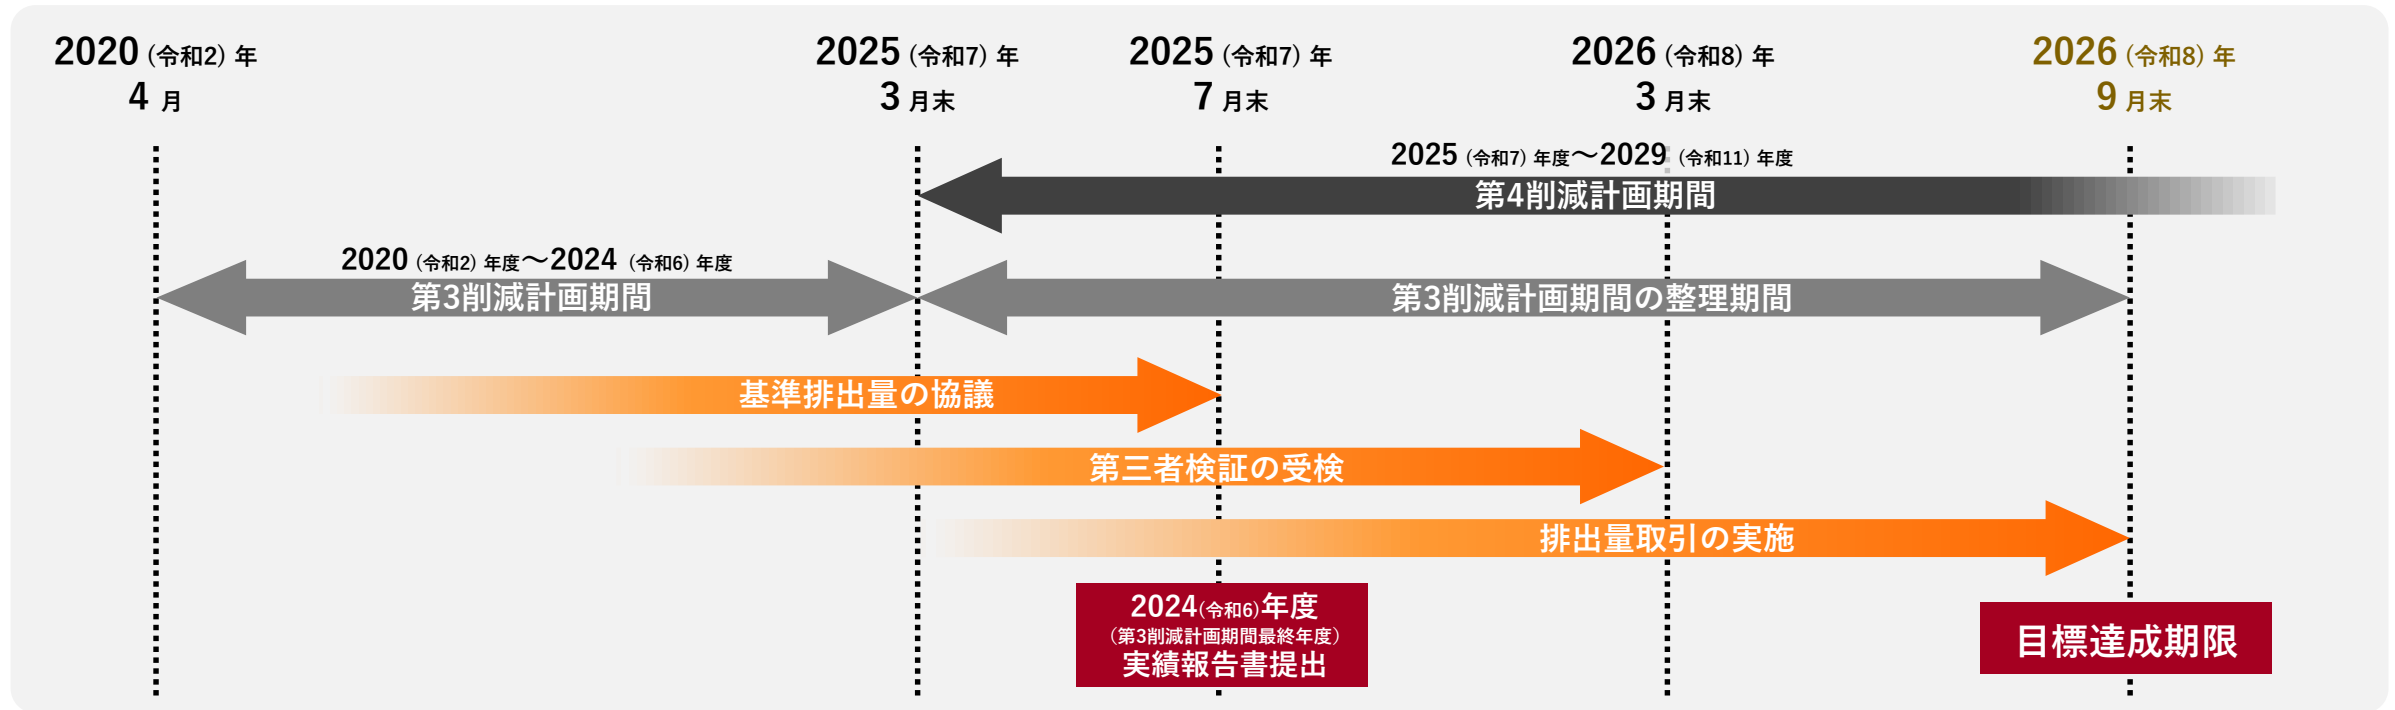 2020（令和2）年
4 月
2025（令和7）年
3 月末
2025（令和7）年
7 月末
2026（令和8）年
3 月末
2026（令和8）年
9 月末
2025（令和7）年度～2029（令和11）年度
第4削減計画期間
2020（令和2）年度～2024（令和6）年度
第3削減計画期間
第3削減計画期間の整理期間
基準排出量の協議
第三者検証の受検
排出量取引の実施
2024（令和6）年度
（第3削減計画期間最終年度）
実績報告書提出
目標達成期限